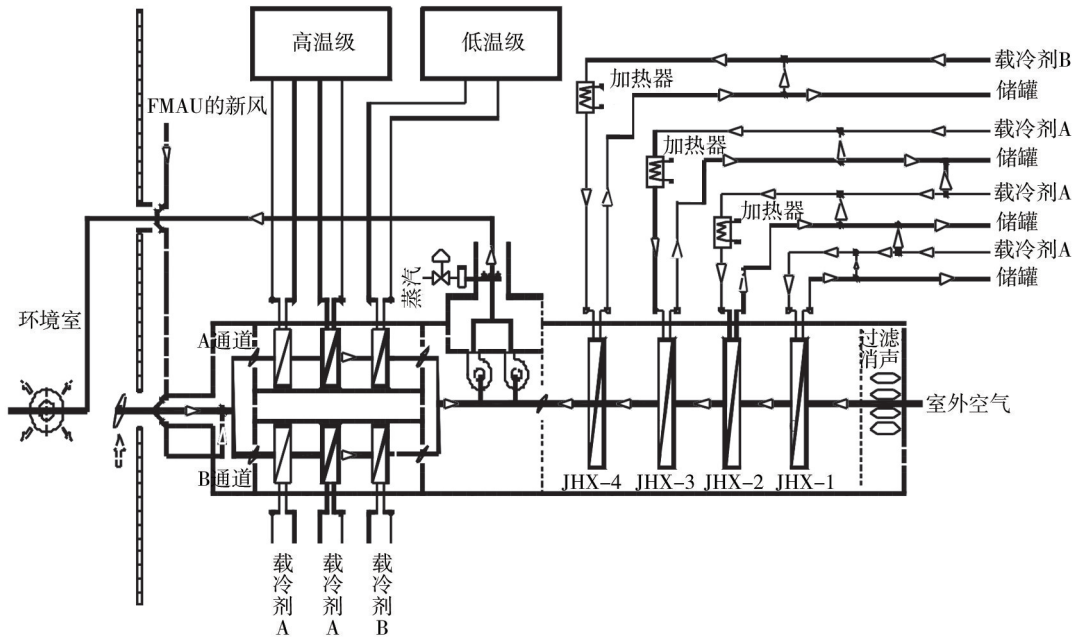 高温级
低温级
载冷剂B
加热器
储罐
FMAU的新风
载冷剂A
加热器
储罐
载冷剂A
加热器
储罐
载冷剂A
储罐
蒸汽
环境室
A通道
过滤
消声
室外空气
B通道
JHX-4
JHX-3
JHX-2
JHX-1
载冷剂A
载冷剂A
载冷剂B